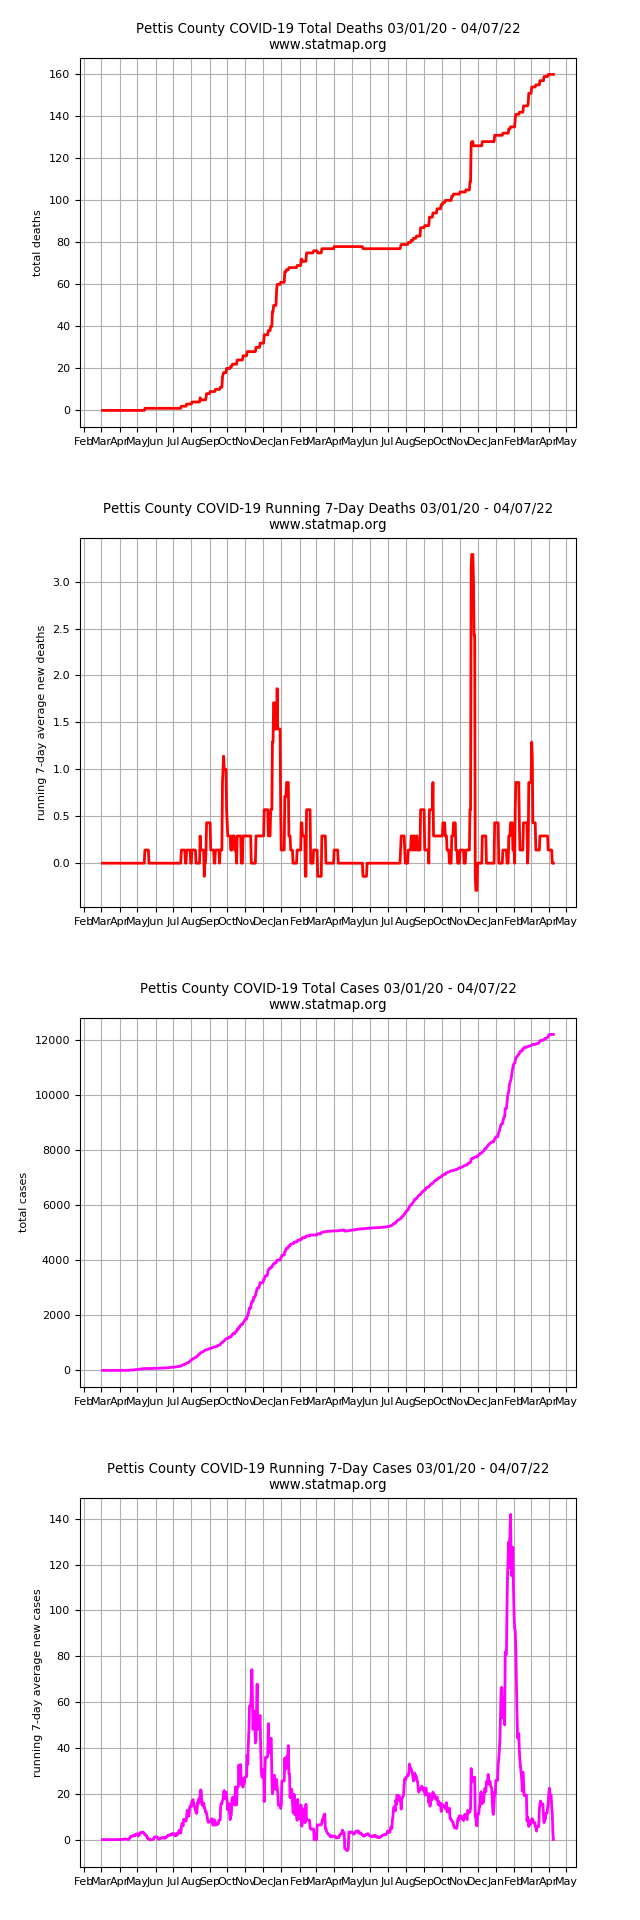 Pettis County COVID-19 Total Deaths 03/01/20 - 04/07/22
www.statmap.org
160
140
120
100
80
60
40
20
0
total deaths
Feb Mar Apr May Jun Jul Aug Sep Oct Nov Dec Jan Feb Mar Apr May Jun Jul Aug Sep Oct Nov Dec Jan Feb Mar Apr May
Pettis County COVID-19 Running 7-Day Deaths 03/01/20 - 04/07/22
www.statmap.org
3.0
2.5
2.0
1.5
1.0
0.5
0.0
running 7-day average new deaths
Feb Mar Apr May Jun Jul Aug Sep Oct Nov Dec Jan Feb Mar Apr May Jun Jul Aug Sep Oct Nov Dec Jan Feb Mar Apr May
Pettis County COVID-19 Total Cases 03/01/20 - 04/07/22
www.statmap.org
12000
10000
8000
6000
4000
2000
0
total cases
Feb Mar Apr May Jun Jul Aug Sep Oct Nov Dec Jan Feb Mar Apr May Jun Jul Aug Sep Oct Nov Dec Jan Feb Mar Apr May
Pettis County COVID-19 Running 7-Day Cases 03/01/20 - 04/07/22
www.statmap.org
140
120
100
80
60
40
20
0
running 7-day average new cases
Feb Mar Apr May Jun Jul Aug Sep Oct Nov Dec Jan Feb Mar Apr May Jun Jul Aug Sep Oct Nov Dec Jan Feb Mar Apr May